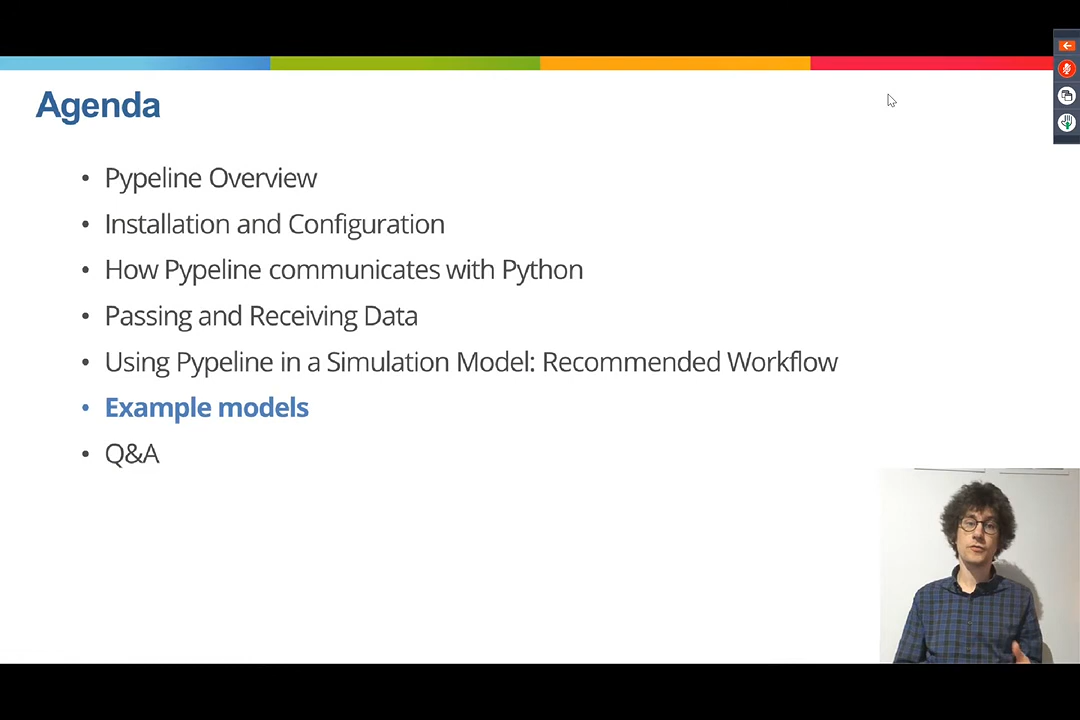 Agenda
• Pypeline Overview
• Installation and Configuration
• How Pypeline communicates with Python
• Passing and Receiving Data
• Using Pypeline in a Simulation Model: Recommended Workflow
• Example models
• Q&A